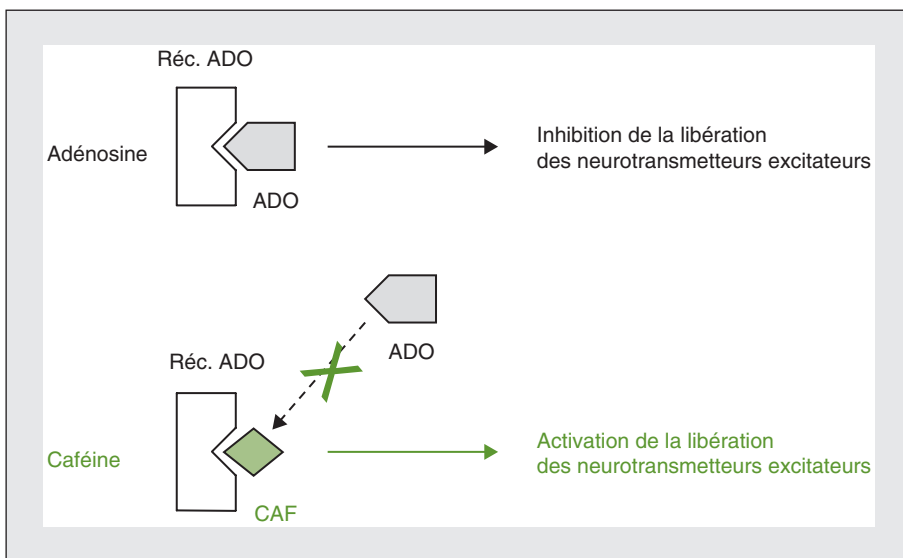 Réc. ADO
Adénosine
ADO
Inhibition de la libération
des neurotransmetteurs excitateurs
ADO
Réc. ADO
Caféine
CAF
Activation de la libération
des neurotransmetteurs excitateurs